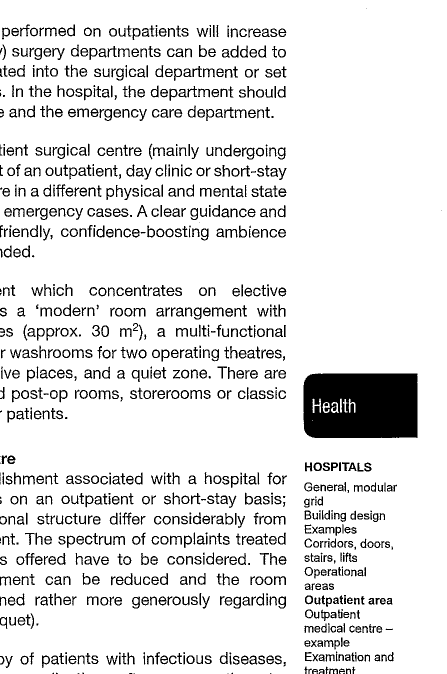 performed on outpatients will increase
) surgery departments can be added to
ated into the surgical department or set
. In the hospital, the department should
e and the emergency care department.
tient surgical centre (mainly undergoing
t of an outpatient, day clinic or short-stay
re in a different physical and mental state
emergency cases. A clear guidance and
friendly, confidence-boosting ambience
nded.
ent which concentrates on elective
s a ‘modern’ room arrangement with
es (approx. 30 m²), a multi-functional
r washrooms for two operating theatres,
ive places, and a quiet zone. There are
d post-op rooms, storerooms or classic
r patients.
tre
lishment associated with a hospital for
s on an outpatient or short-stay basis;
onal structure differ considerably from
ent. The spectrum of complaints treated
s offered have to be considered. The
ment can be reduced and the room
ned rather more generously regarding
quet).
by of patients with infectious diseases,
Health
HOSPITALS
General, modular
grid
Building design
Examples
Corridors, doors,
stairs, lifts
Operational
areas
Outpatient area
Outpatient
medical centre –
example
Examination and
treatment